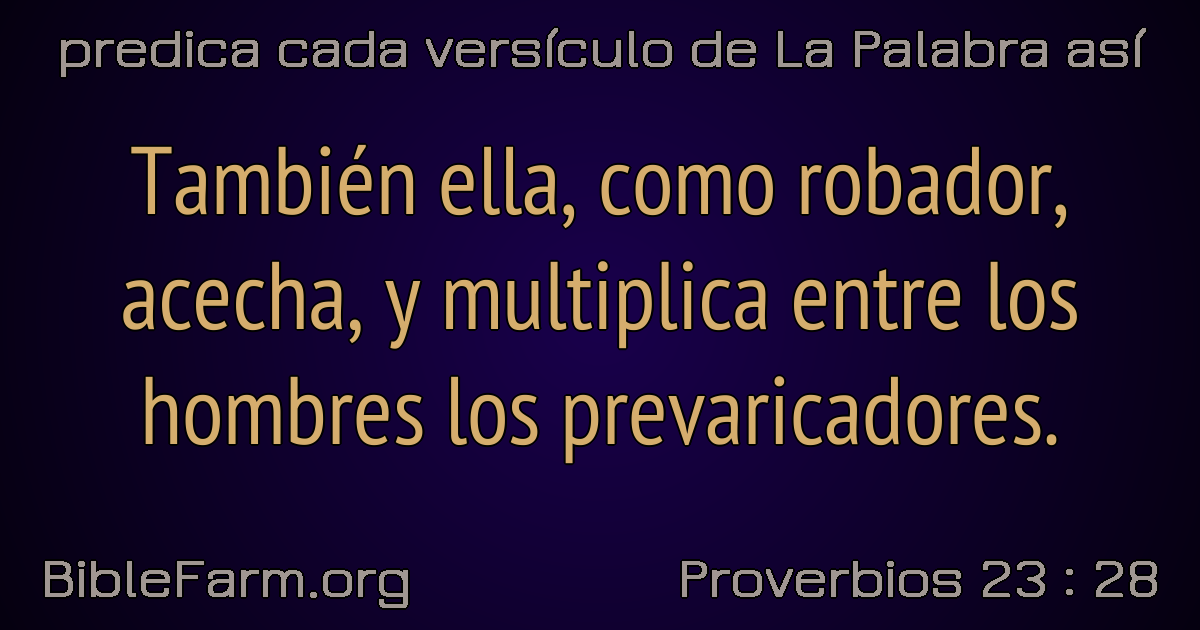 predica cada versículo de La Palabra así
También ella, como robador,
acecha, y multiplica entre los
hombres los prevaricadores.
BibleFarm.org
Proverbios 23 : 28